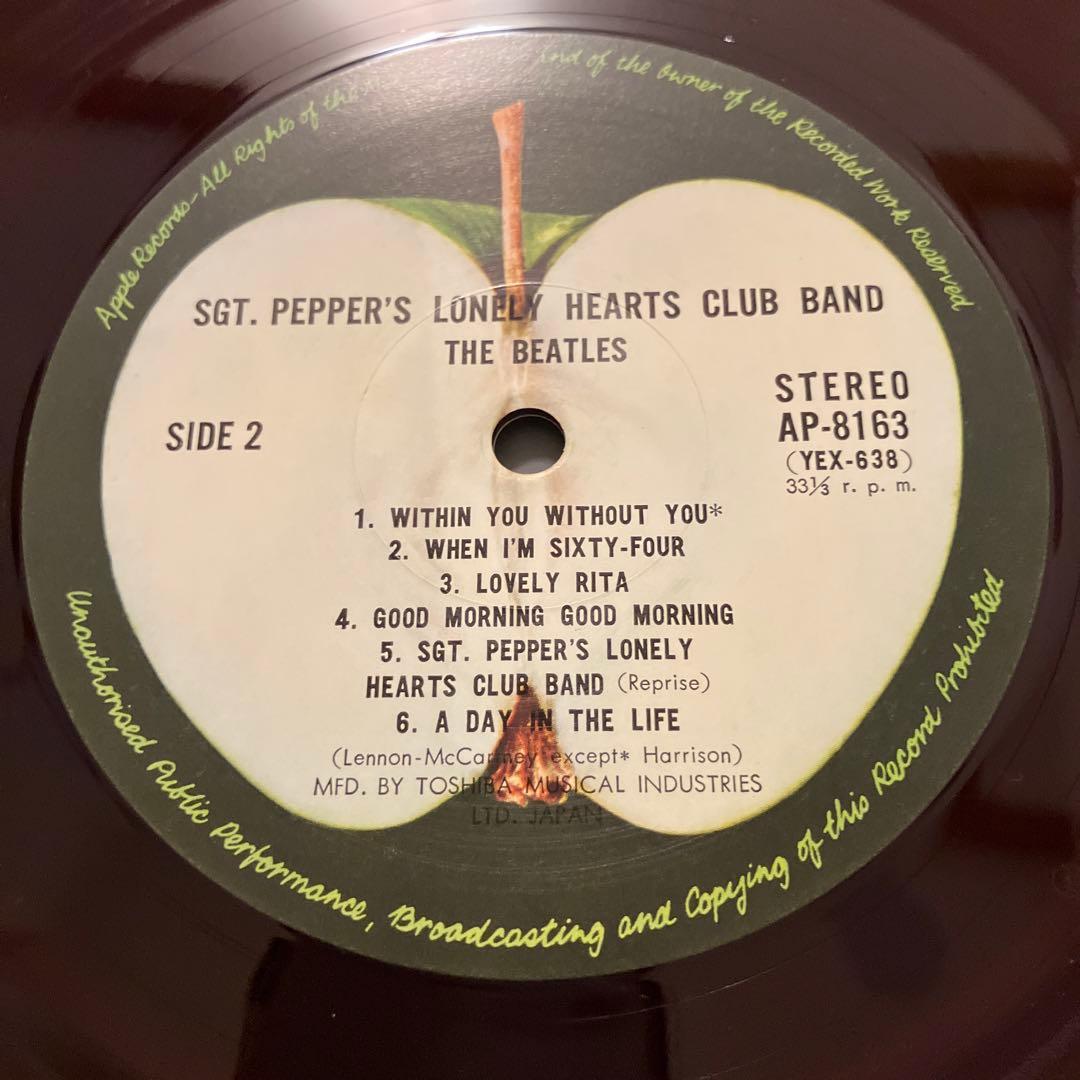 Apple Records-All Rights of the
and of the Owner of the Recorded Work Reserved
SGT. PEPPER'S LONELY HEARTS CLUB BAND
THE BEATLES
SIDE 2
STEREO
AP-8163
(YEX-638)
33⅓ r. p. m.
1. WITHIN YOU WITHOUT YOU*
2. WHEN I'M SIXTY-FOUR
3. LOVELY RITA
4. GOOD MORNING GOOD MORNING
5. SGT. PEPPER'S LONELY
HEARTS CLUB BAND (Reprise)
6. A DAY IN THE LIFE
(Lennon-McCartney except* Harrison)
MFD. BY TOSHIBA MUSICAL INDUSTRIES
LTD. JAPAN
Unauthorised Public Performance, Broadcasting and Copying of this Record Prohibited